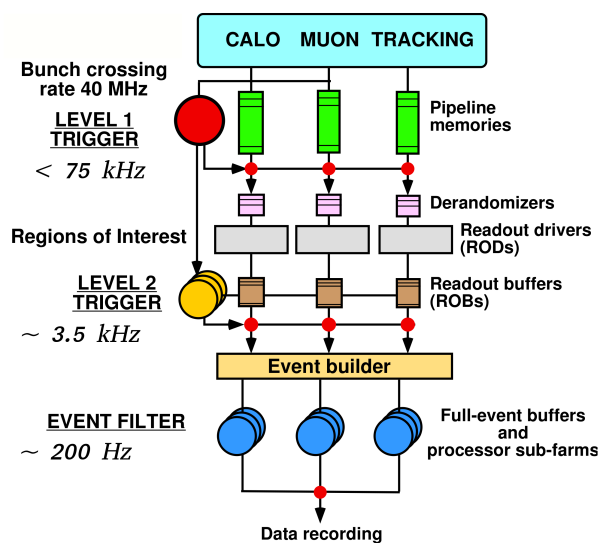 CALO MUON TRACKING
Bunch crossing
rate 40 MHz
LEVEL 1
TRIGGER
< 75 kHz
Pipeline
memories
Derandomizers
Regions of Interest
Readout drivers
(RODs)
LEVEL 2
TRIGGER
~ 3.5 kHz
Readout buffers
(ROBs)
Event builder
EVENT FILTER
~ 200 Hz
Full-event buffers
and
processor sub-farms
Data recording